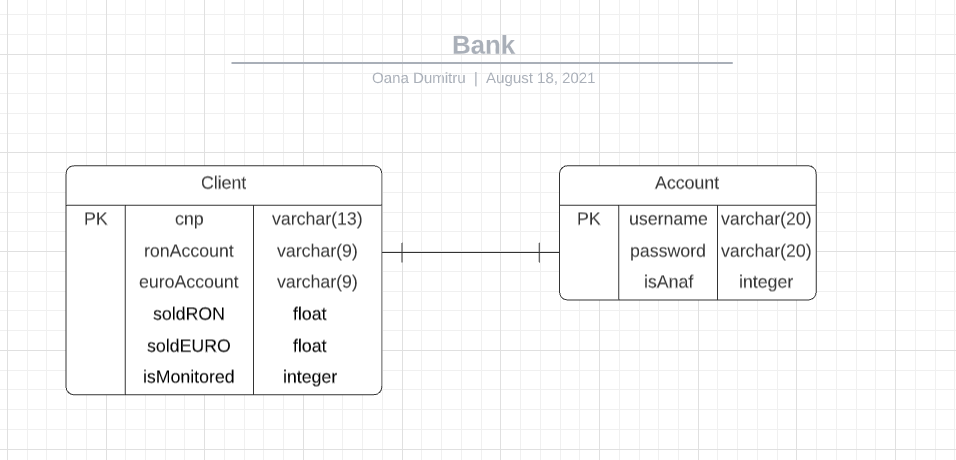 Bank
Oana Dumitru | August 18, 2021
Client
PK cnp varchar(13)
ronAccount varchar(9)
euroAccount varchar(9)
soldRON float
soldEURO float
isMonitored integer
Account
PK username varchar(20)
password varchar(20)
isAnaf integer